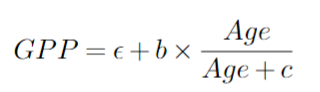 GPP = ϵ + b × Age / (Age + c)